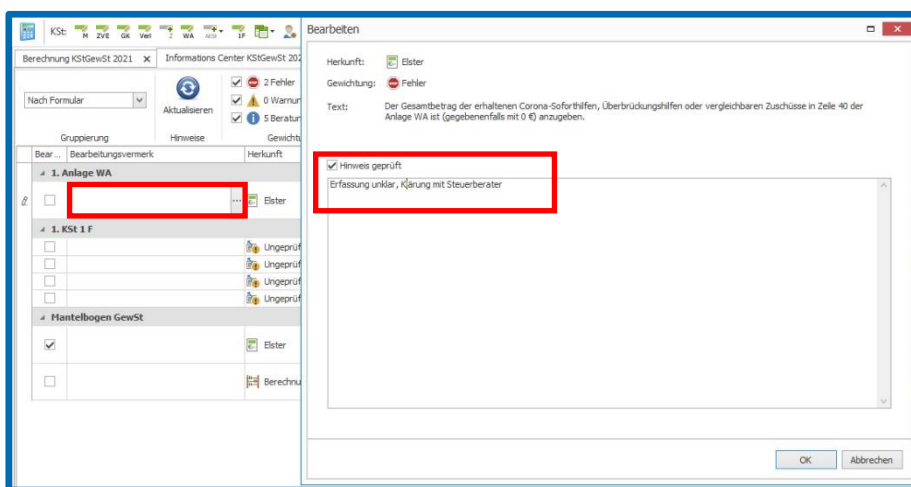 KSt:
M ZVE GK Verl Z WA AESt 1F
Berechnung KStGewSt 2021 x
Informations Center KStGewSt 202
Nach Formular
Gruppierung
Aktualisieren
Hinweise
2 Fehler
0 Warnun
5 Beratun
Gewichtu
Bear... Bearbeitungsvermerk Herkunft
1. Anlage WA
... Elster
1. KSt 1 F
Ungeprüf
Ungeprüf
Ungeprüf
Ungeprüf
Mantelbogen GewSt
Elster
Berechnu
Bearbeiten
Herkunft: Elster
Gewichtung: Fehler
Text: Der Gesamtbetrag der erhaltenen Corona-Soforthilfen, Überbrückungshilfen oder vergleichbaren Zuschüsse in Zeile 40 der
Anlage WA ist (gegebenenfalls mit 0 €) anzugeben.
Hinweis geprüft
Erfassung unklar, Klärung mit Steuerberater
OK Abbrechen